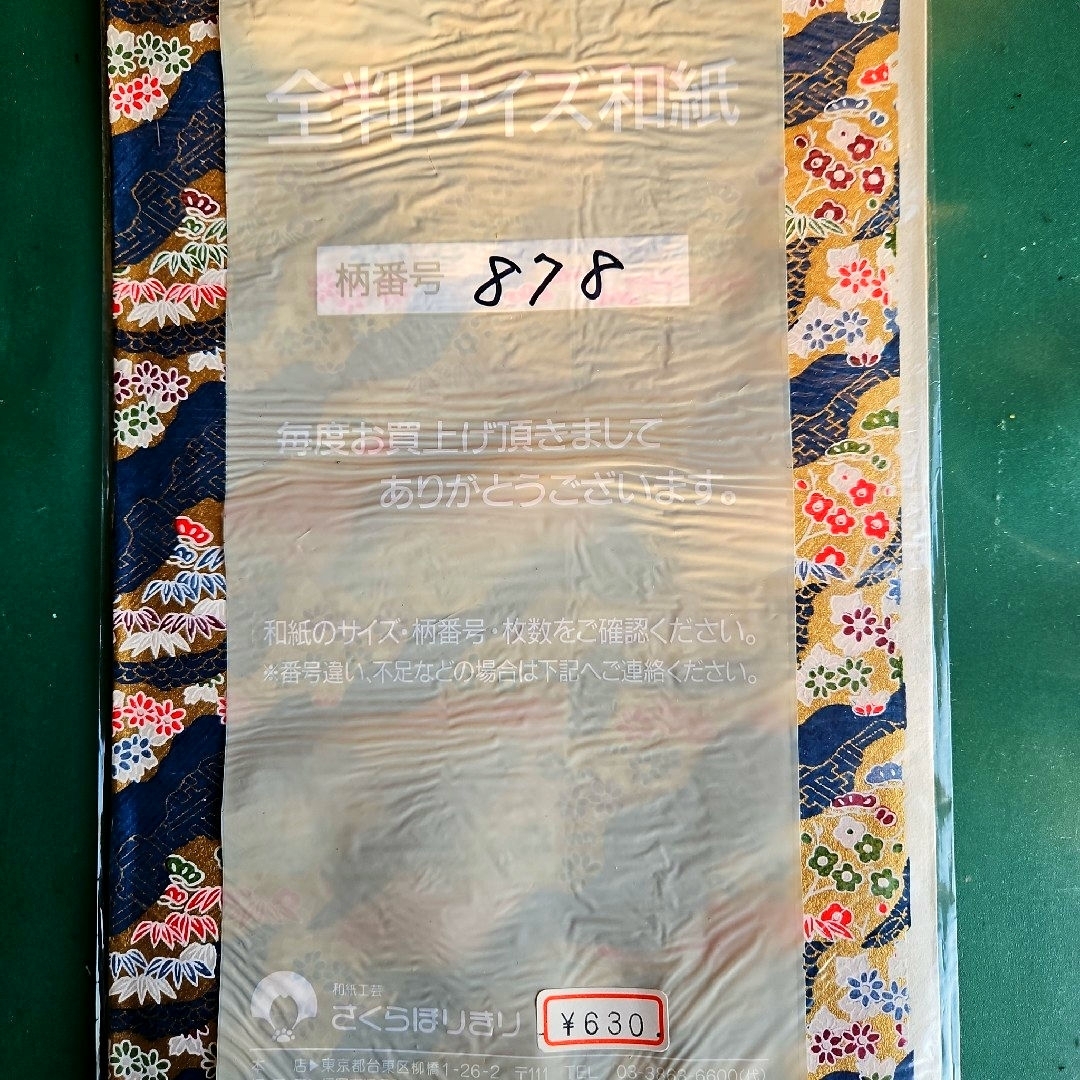 全判サイズ和紙
柄番号 878
毎度お買上げ頂きまして
ありがとうございます。
和紙のサイズ・柄番号・枚数をご確認ください。
※番号違い、不足などの場合は下記へご連絡ください。
和紙工芸
さくらほりきり
¥630
本 店▶東京都台東区柳橋1-26-2 〒111 TEL 03-3863-6600(代)